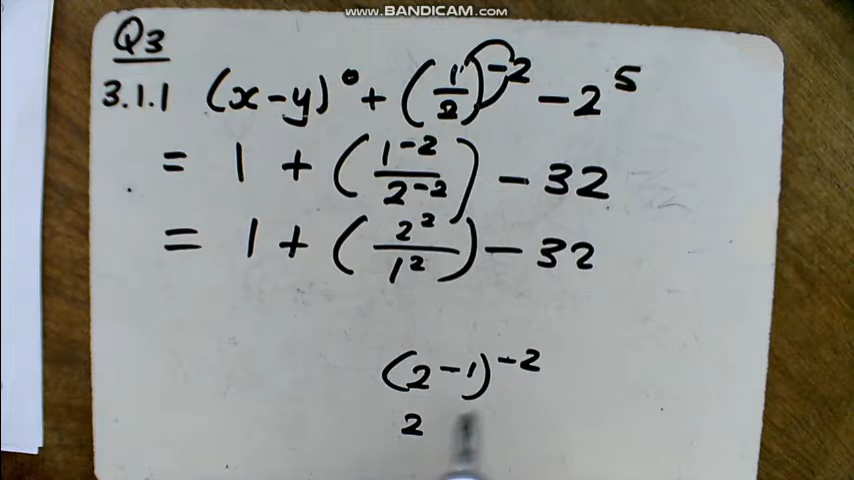 WWW.BANDICAM.COM
Q3
3.1.1 (x-y)⁰ + (1/2)⁻² - 2⁵
= 1 + (1⁻²/2⁻²) - 32
= 1 + (2²/1²) - 32
(2-1)⁻²
2